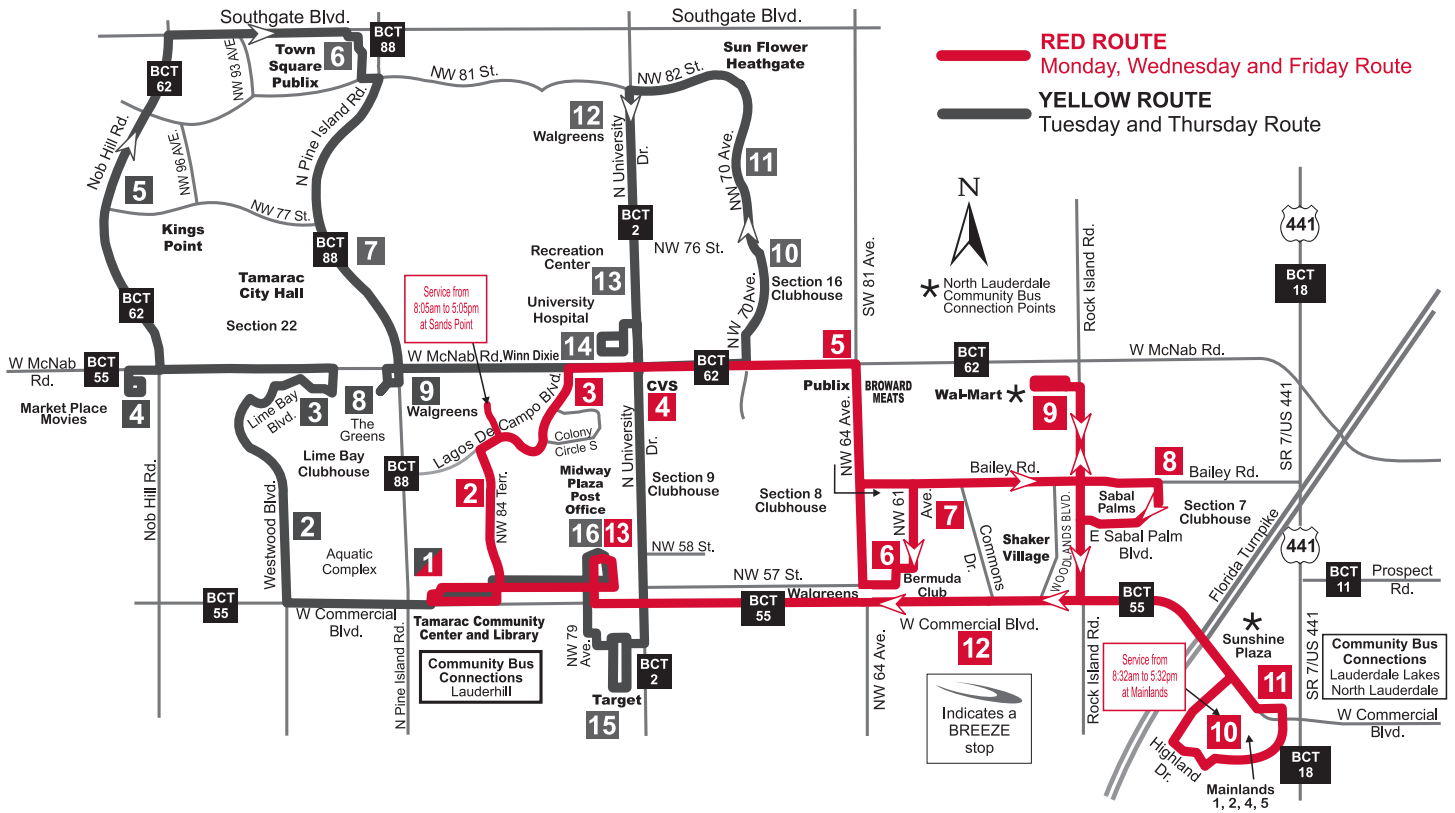 Southgate Blvd.
Southgate Blvd.
BCT
88
Town
Square
Publix
6
NW 93 AVE.
BCT
62
NW 81 St.
NW 82 St.
Sun Flower
Heathgate
RED ROUTE
Monday, Wednesday and Friday Route
YELLOW ROUTE
Tuesday and Thursday Route
12
Walgreens
N University
Dr.
Nob Hill Rd.
NW 96 AVE.
N Pine Island Rd.
5
NW 77 St.
Kings
Point
BCT
88
7
BCT
2
NW 70 Ave.
11
NW 76 St.
10
Section 16
Clubhouse
NW 70 Ave.
SW 81 Ave.
N
* North Lauderdale
Community Bus
Connection Points
Rock Island Rd.
441
BCT
18
Recreation
Center
13
University
Hospital
14
Tamarac
City Hall
Section 22
BCT
62
Service from
8:05am to 5:05pm
at Sands Point
W McNab
Rd.
BCT
55
W McNab Rd.
Winn Dixie
BCT
62
5
BCT
62
W McNab Rd.
Market Place
Movies
4
Lime Bay
Blvd.
3
8
The
Greens
9
Walgreens
Lime Bay
Clubhouse
Lagos De Campo Blvd.
3
CVS
4
Colony
Circle S
Publix
BROWARD
MEATS
Wal-Mart *
9
SR 7/US 441
Nob Hill Rd.
Westwood Blvd.
2
BCT
88
2
NW 84 Terr.
Midway
Plaza
Post
Office
16
13
N University
Dr.
Section 9
Clubhouse
NW 64 Ave.
Section 8
Clubhouse
Bailey Rd.
8
Bailey Rd.
NW 61
Ave.
7
Commons
Dr.
Shaker
Village
WOODLANDS BLVD.
Sabal
Palms
Section 7
Clubhouse
E Sabal Palm
Blvd.
Florida Turnpike
441
Aquatic
Complex
1
NW 58 St.
NW 57 St.
6
Bermuda
Club
BCT
11
Prospect
Rd.
BCT
55
W Commercial
Blvd.
Tamarac Community
Center and Library
BCT
55
Walgreens
W Commercial Blvd.
12
BCT
55
*
Sunshine
Plaza
N Pine Island Rd.
Community Bus
Connections
Lauderhill
NW 79
Ave.
Target
15
BCT
2
NW 64 Ave.
Indicates a
BREEZE
stop
Rock Island Rd.
Service from
8:32am to 5:32pm
at Mainlands
11
SR 7/US 441
Community Bus
Connections
Lauderdale Lakes
North Lauderdale
10
W Commercial
Blvd.
Highland
Dr.
BCT
18
Mainlands
1, 2, 4, 5